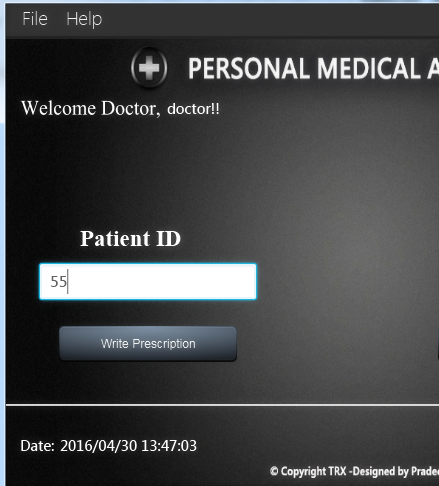 File Help
PERSONAL MEDICAL
Welcome Doctor, doctor!!
Patient ID
55
Write Prescription
Date: 2016/04/30 13:47:03
© Copyright TRX -Designed by